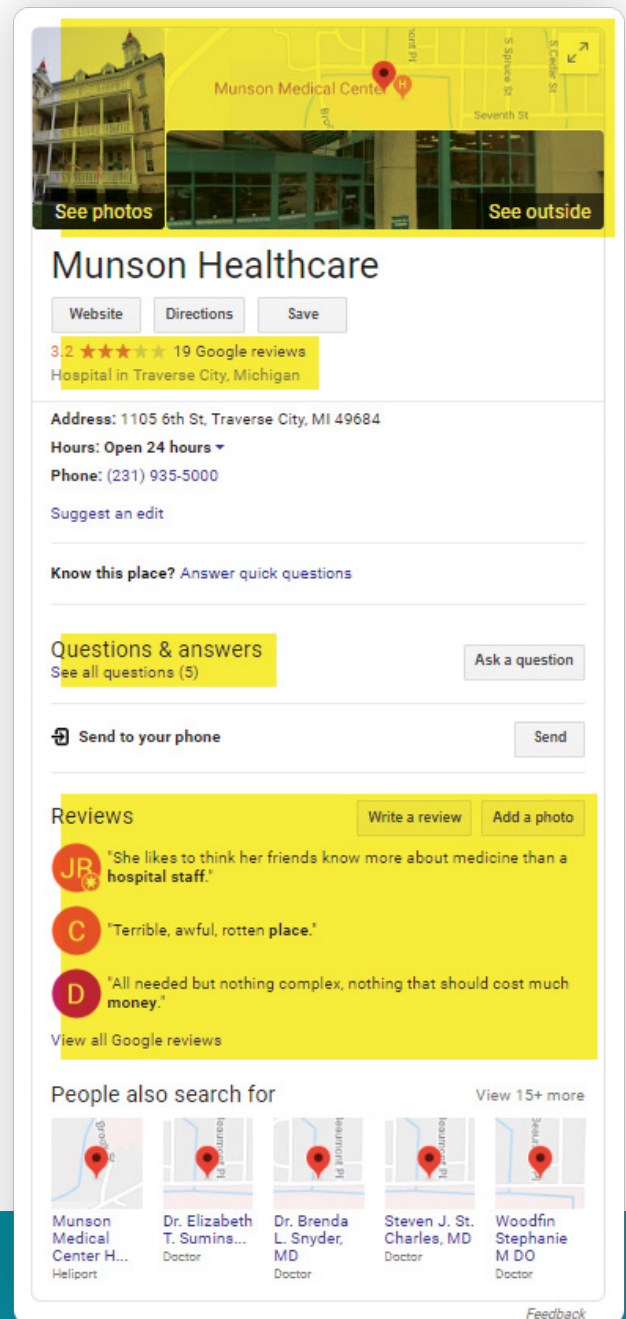 Munson Medical Center
H
S Spruce St
S Cedar St
Seventh St
See photos
See outside
Munson Healthcare
Website Directions Save
3.2 ★★★★★ 19 Google reviews
Hospital in Traverse City, Michigan
Address: 1105 6th St, Traverse City, MI 49684
Hours: Open 24 hours
Phone: (231) 935-5000
Suggest an edit
Know this place? Answer quick questions
Questions & answers
See all questions (5)
Ask a question
Send to your phone Send
Reviews Write a review Add a photo
JB "She likes to think her friends know more about medicine than a
hospital staff."
C "Terrible, awful, rotten place."
D "All needed but nothing complex, nothing that should cost much
money."
View all Google reviews
People also search for View 15+ more
Munson
Medical
Center H...
Heliport
Dr. Elizabeth
T. Sumins...
Doctor
Dr. Brenda
L. Snyder,
MD
Doctor
Steven J. St.
Charles, MD
Doctor
Woodfin
Stephanie
M DO
Doctor
Feedback